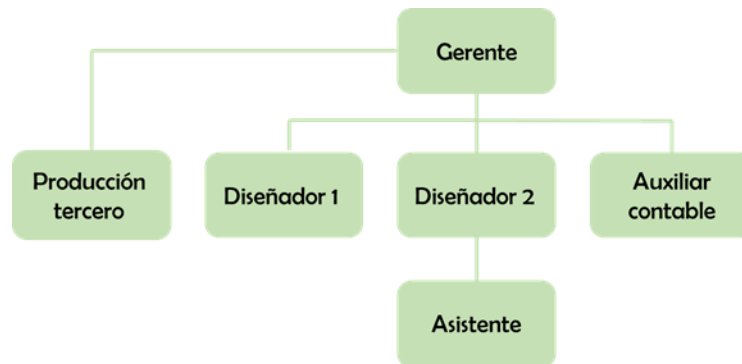 Gerente
Producción
tercero
Diseñador 1
Diseñador 2
Auxiliar
contable
Asistente